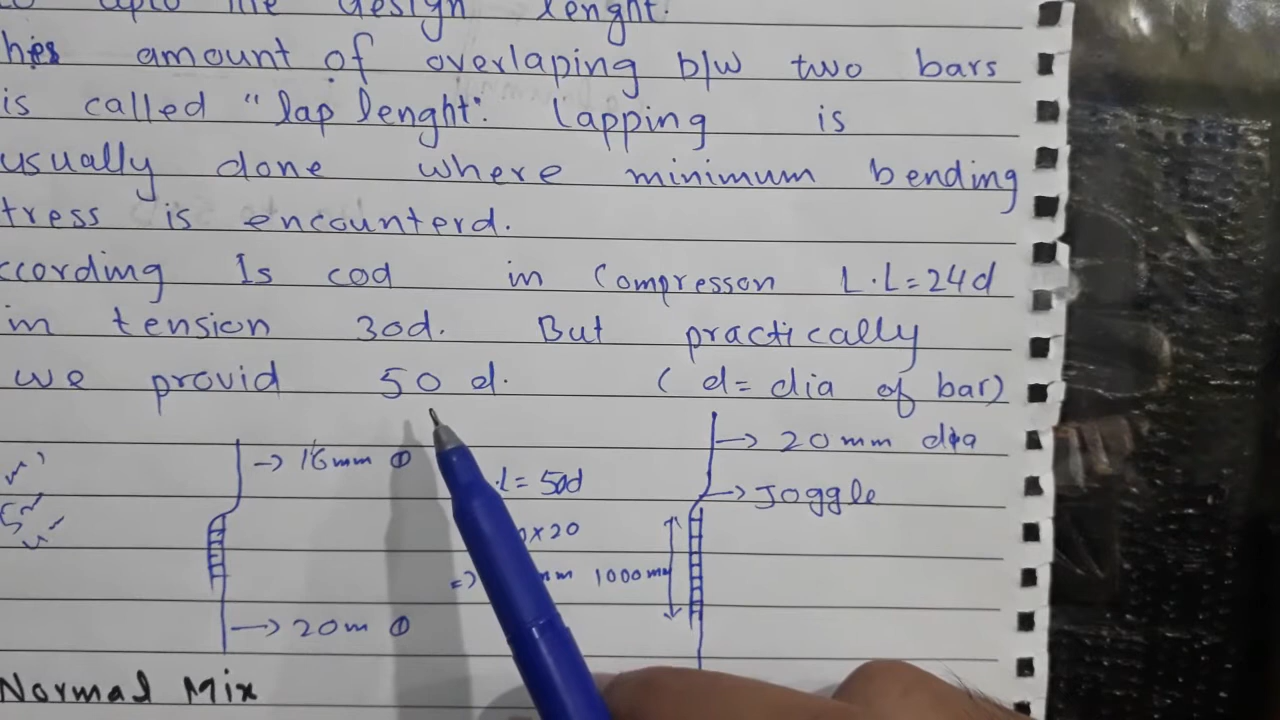 upto the design lenght.
amount of overlaping b/w two bars
is called "lap lenght". lapping is
usually done where minimum bending
tress is encounterd.
ccording Is cod in Compresson L.L=24d
in tension 30d. But practically
we provid 50 d. (d= dia of bar)
→ 16mm Φ
.L= 50d
x20
=> mm 1000mm
→ 20m Φ
→ 20mm dia
→ Joggle
Normal Mix